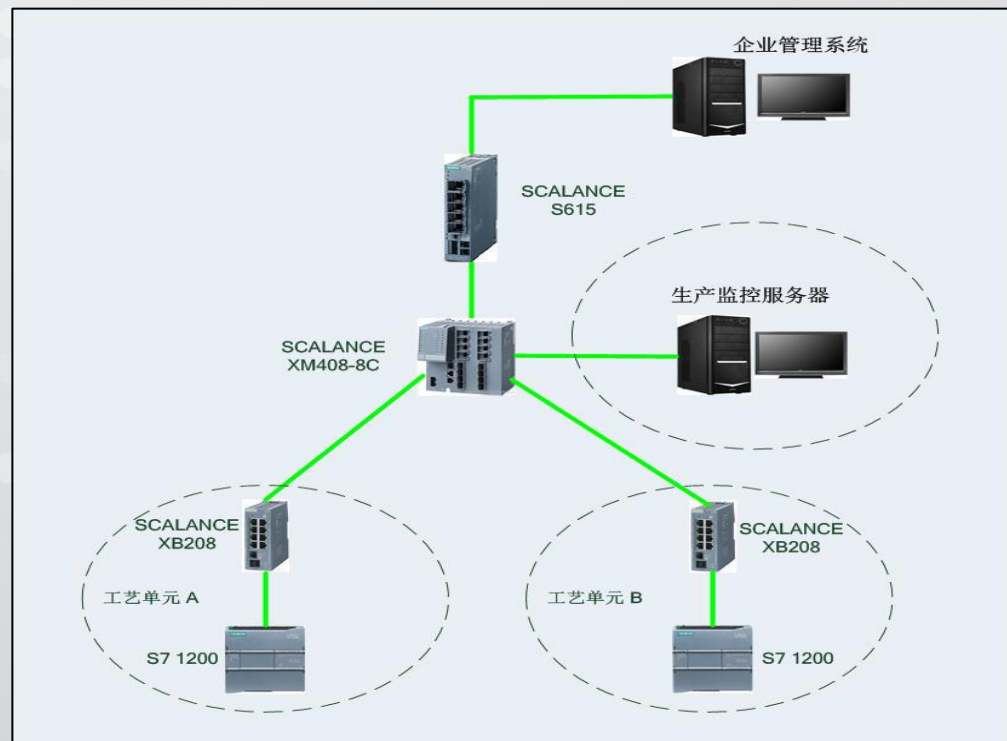 企业管理系统
SCALANCE
S615
生产监控服务器
SCALANCE
XM408-8C
SCALANCE
XB208
工艺单元 A
S7 1200
SCALANCE
XB208
工艺单元 B
S7 1200